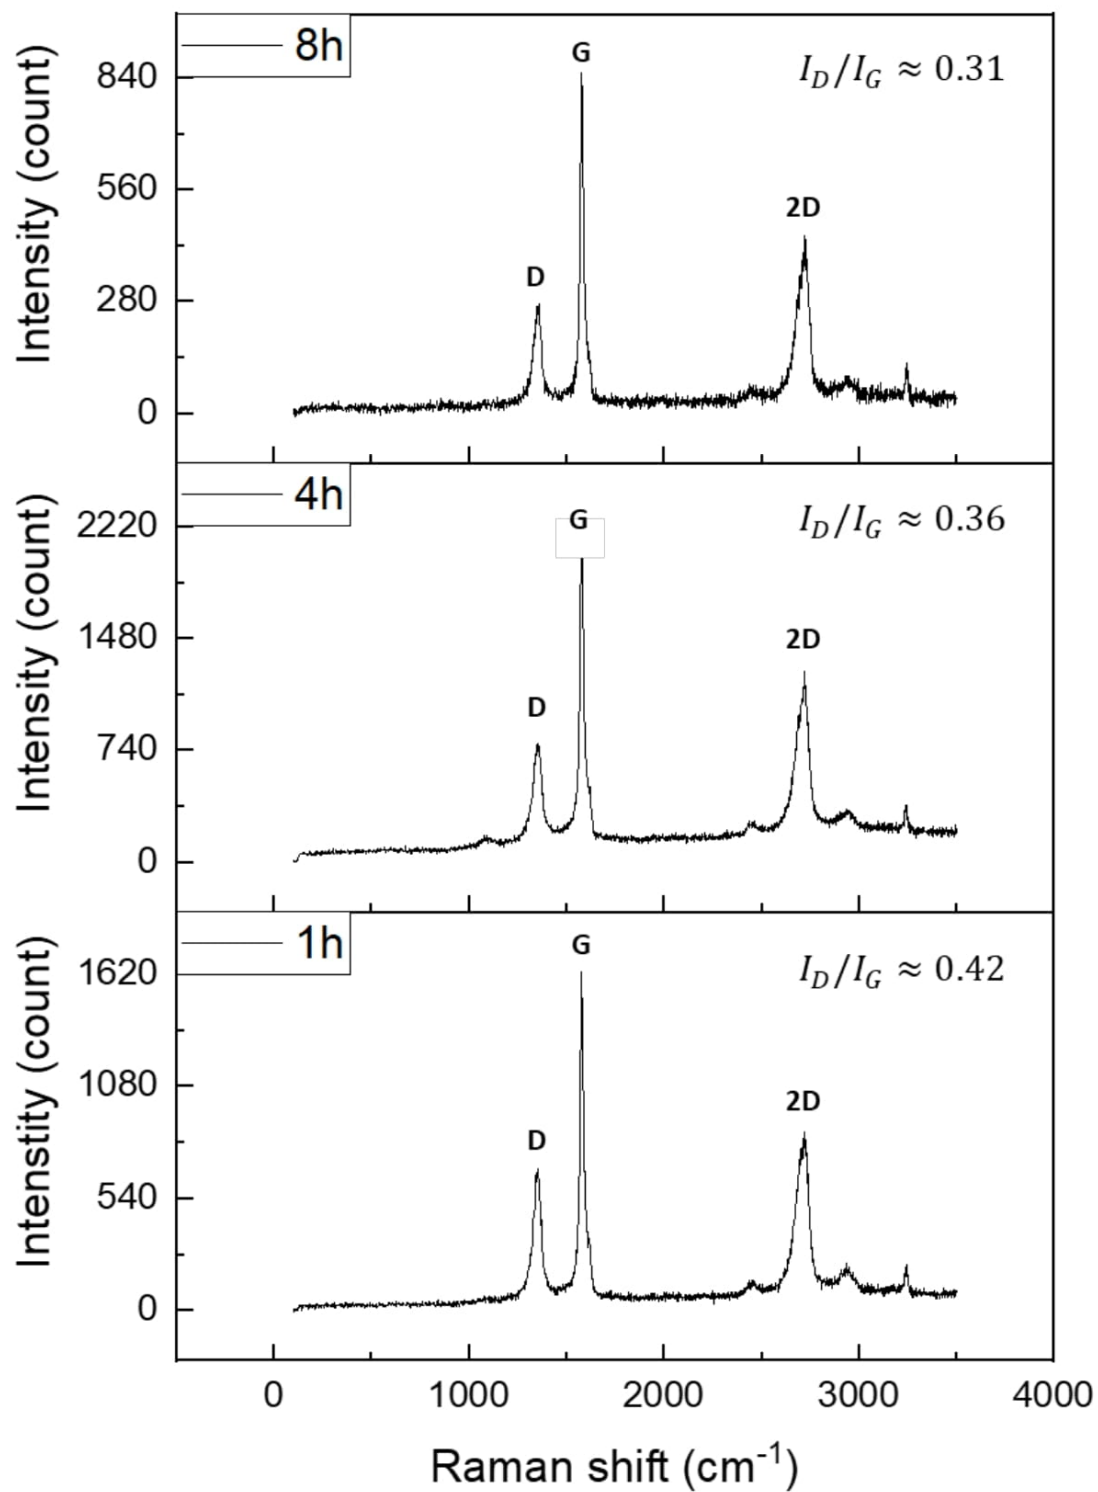 8h
G
I_D/I_G ≈ 0.31
840
560
280
0
2D
D
Intensity (count)
4h
G
I_D/I_G ≈ 0.36
2220
1480
740
0
2D
D
Intensity (count)
1h
G
I_D/I_G ≈ 0.42
1620
1080
540
0
2D
D
Intenstity (count)
0 1000 2000 3000 4000
Raman shift (cm⁻¹)